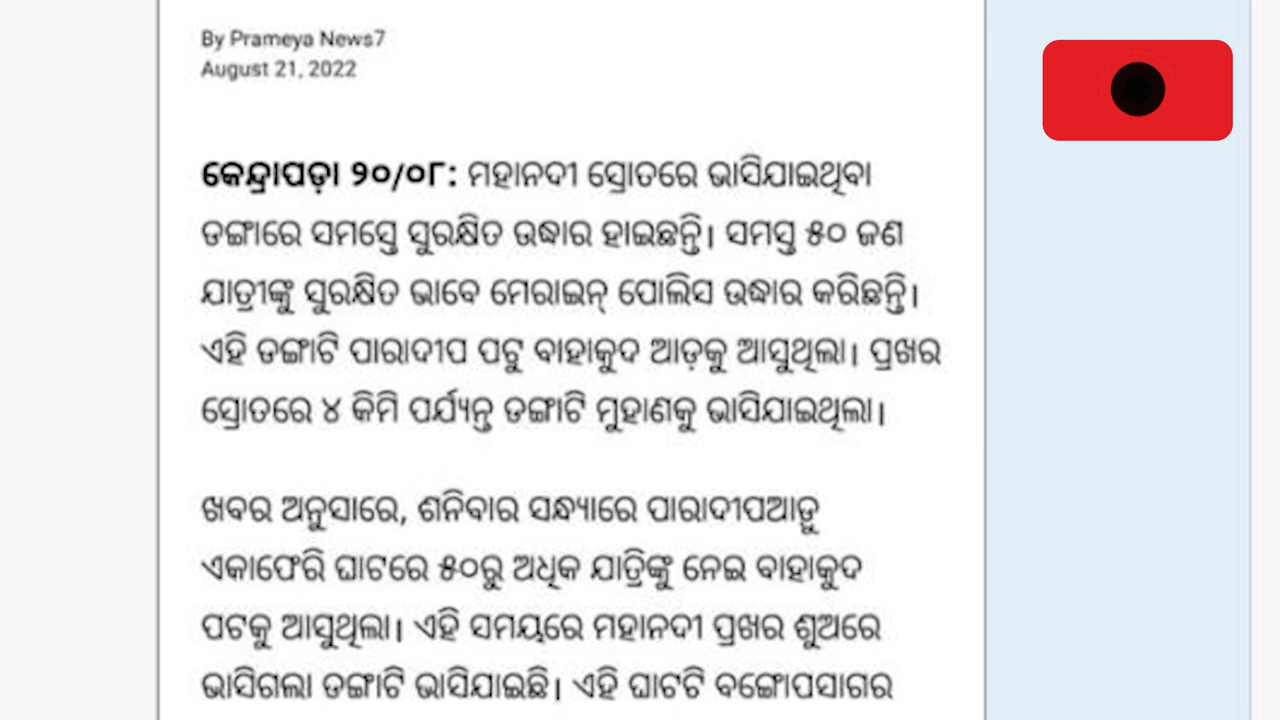 By Prameya News7
August 21, 2022
କେନ୍ଦ୍ରାପଡ଼ା ୨୦/୦୮: ମହାନଦୀ ସ୍ରୋତରେ ଭାସିଯାଇଥିବା
ଡଙ୍ଗାରେ ସମସ୍ତେ ସୁରକ୍ଷିତ ଉଦ୍ଧାର ହାଇଛନ୍ତି। ସମସ୍ତ ୫୦ ଜଣ
ଯାତ୍ରୀଙ୍କୁ ସୁରକ୍ଷିତ ଭାବେ ମେରାଇନ୍ ପୋଲିସ ଉଦ୍ଧାର କରିଛନ୍ତି।
ଏହି ଡଙ୍ଗାଟି ପାରାଦୀପ ପଟୁ ବାହାକୁଦ ଆଡ଼କୁ ଆସୁଥିଲା। ପ୍ରଖର
ସ୍ରୋତରେ ୪ କିମି ପର୍ଯ୍ୟନ୍ତ ଡଙ୍ଗାଟି ମୁହାଣକୁ ଭାସିଯାଇଥିଲା।
ଖବର ଅନୁସାରେ, ଶନିବାର ସନ୍ଧ୍ୟାରେ ପାରାଦୀପଆଡୁ
ଏକାଫେରି ଘାଟରେ ୫୦ରୁ ଅଧିକ ଯାତ୍ରିଙ୍କୁ ନେଇ ବାହାକୁଦ
ପଟକୁ ଆସୁଥିଲା। ଏହି ସମୟରେ ମହାନଦୀ ପ୍ରଖର ଶୁଅରେ
ଭାସିଗଲା ଡଙ୍ଗାଟି ଭାସିଯାଇଛି। ଏହି ଘାଟଟି ବଙ୍ଗୋପସାଗର